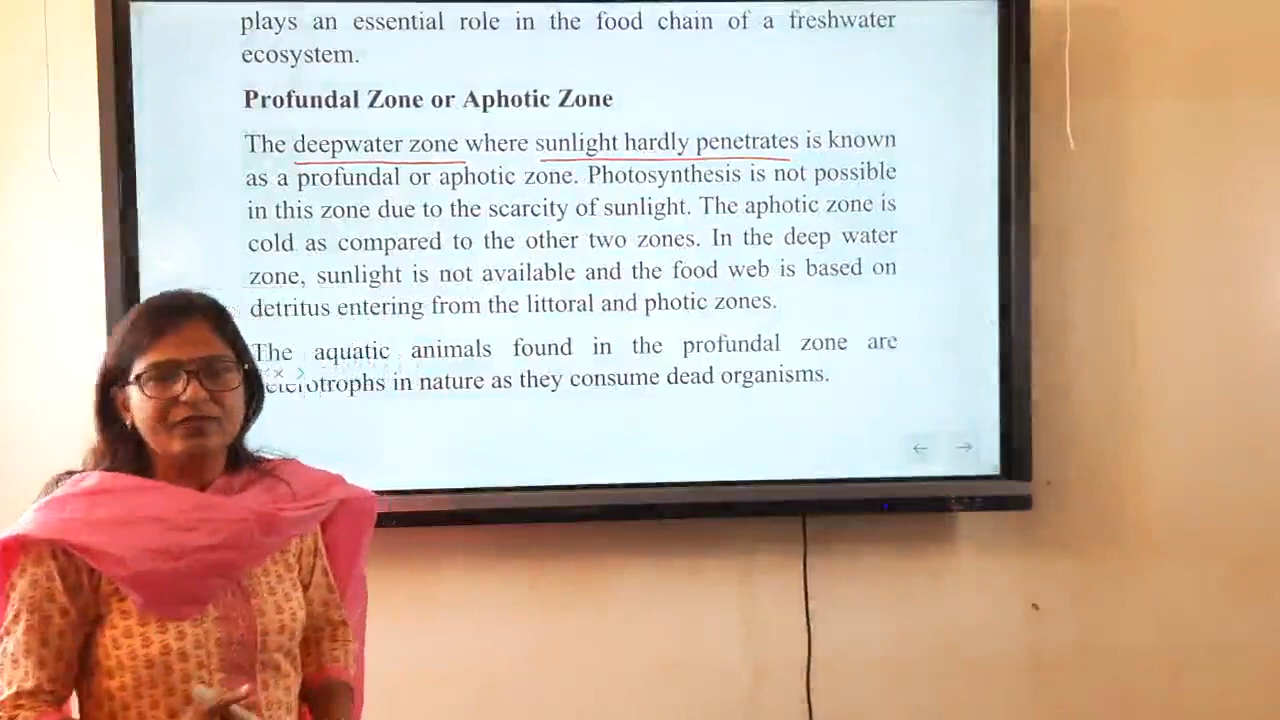 plays an essential role in the food chain of a freshwater
ecosystem.
Profundal Zone or Aphotic Zone
The deepwater zone where sunlight hardly penetrates is known
as a profundal or aphotic zone. Photosynthesis is not possible
in this zone due to the scarcity of sunlight. The aphotic zone is
cold as compared to the other two zones. In the deep water
zone, sunlight is not available and the food web is based on
detritus entering from the littoral and photic zones.
The aquatic animals found in the profundal zone are
in nature as they consume dead organisms.